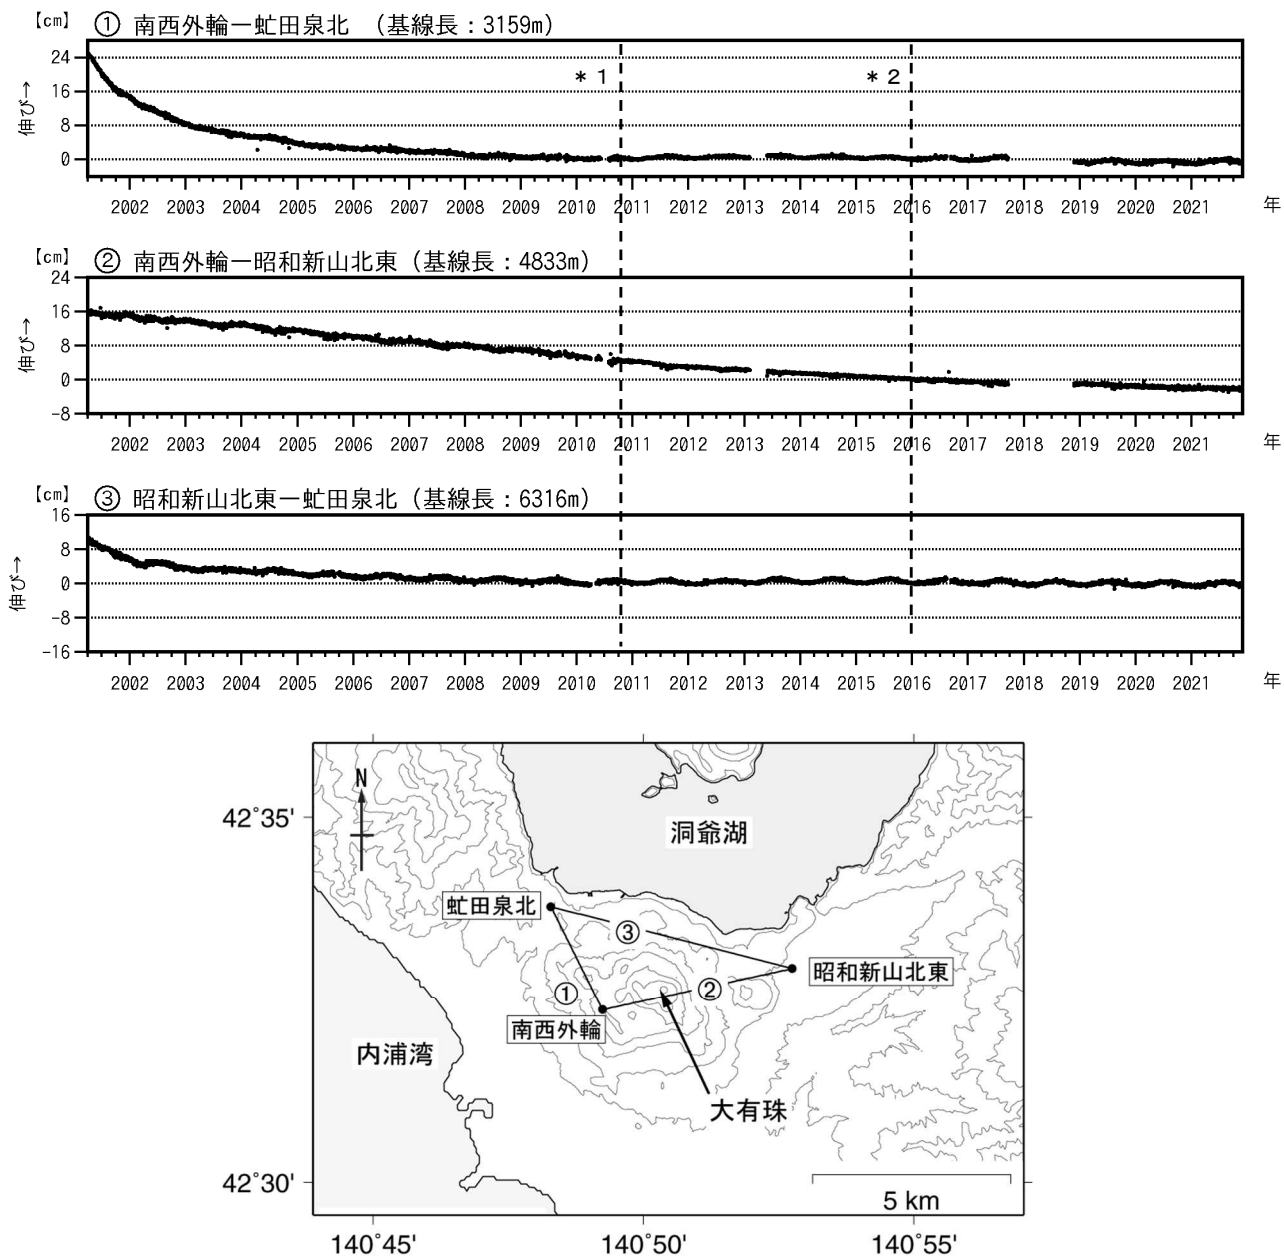 【cm】 ① 南西外輪ー虻田泉北 （基線長：3159m）
24
16
8
0
伸び→
＊１
＊２
2002 2003 2004 2005 2006 2007 2008 2009 2010 2011 2012 2013 2014 2015 2016 2017 2018 2019 2020 2021 年
【cm】 ② 南西外輪ー昭和新山北東（基線長：4833m）
24
16
8
0
-8
伸び→
2002 2003 2004 2005 2006 2007 2008 2009 2010 2011 2012 2013 2014 2015 2016 2017 2018 2019 2020 2021 年
【cm】 ③ 昭和新山北東ー虻田泉北（基線長：6316m）
16
8
0
-8
-16
伸び→
2002 2003 2004 2005 2006 2007 2008 2009 2010 2011 2012 2013 2014 2015 2016 2017 2018 2019 2020 2021 年
N
42˚35'
洞爺湖
虻田泉北
③
昭和新山北東
①
②
南西外輪
内浦湾
大有珠
42˚30'
5 km
140˚45' 140˚50' 140˚55'